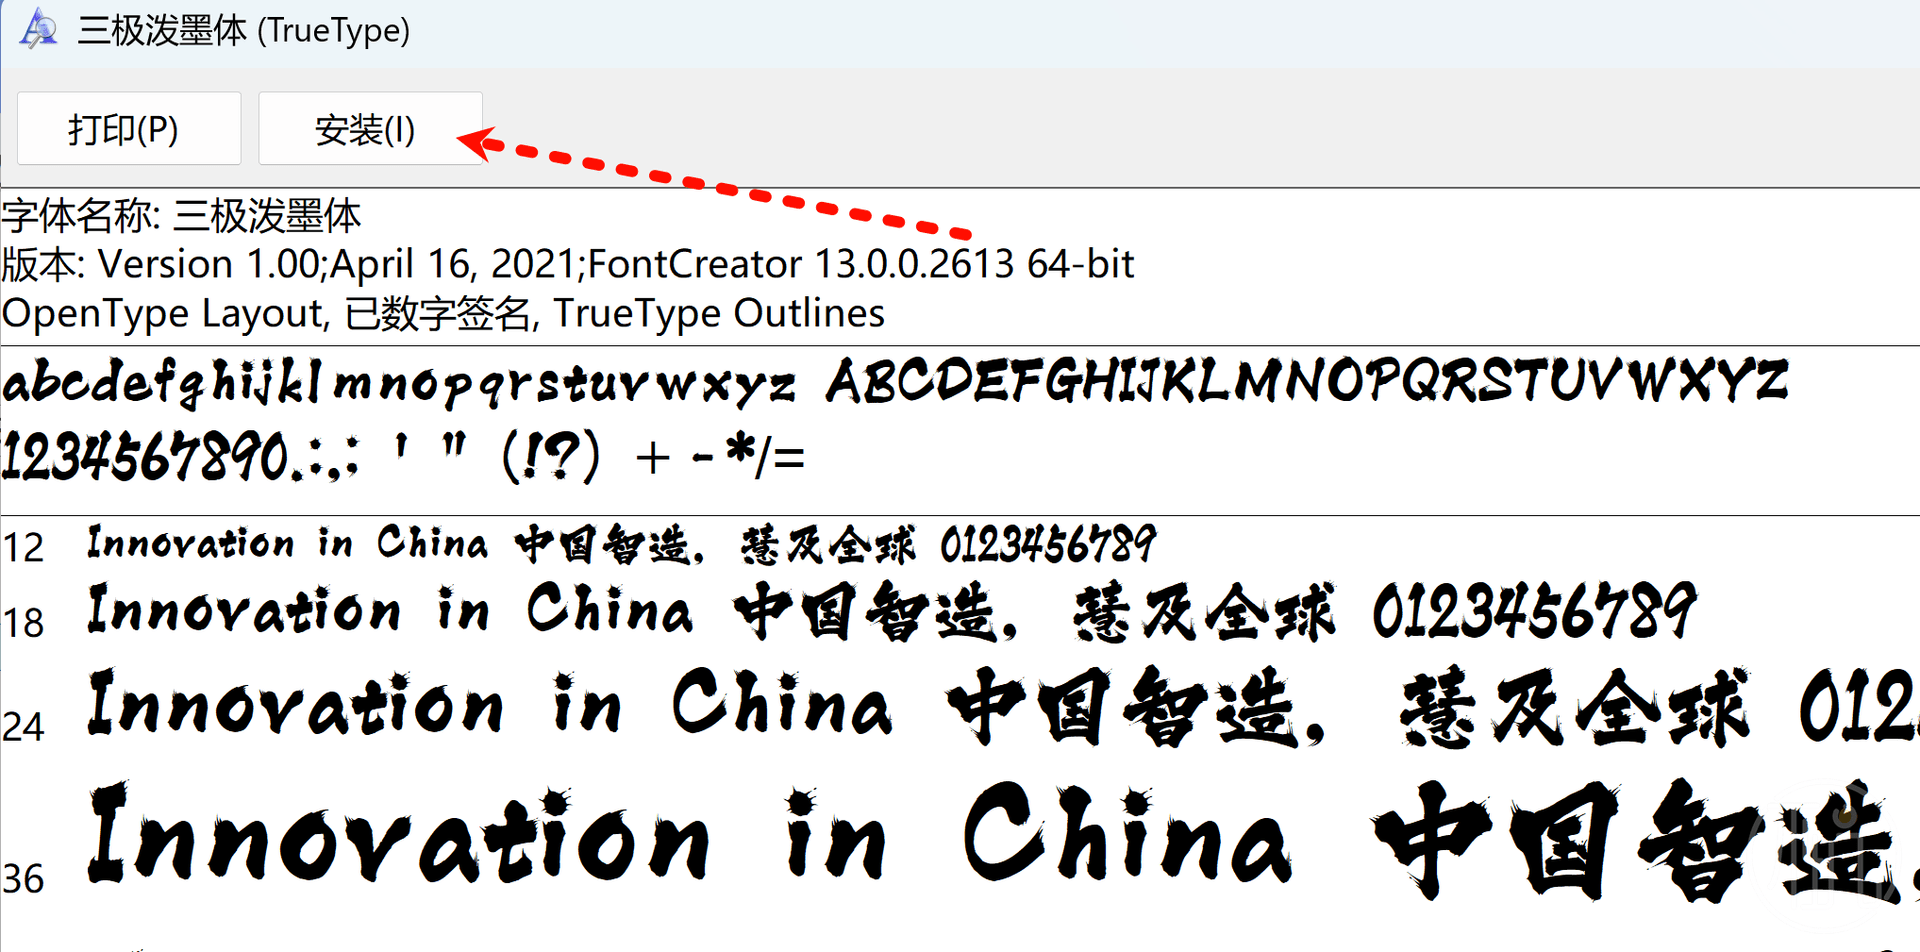 三极泼墨体 (TrueType)
打印(P) 安装(I)
字体名称: 三极泼墨体
版本: Version 1.00;April 16, 2021;FontCreator 13.0.0.2613 64-bit
OpenType Layout, 已数字签名, TrueType Outlines
abcdefghijklmnopqrstuvwxyz ABCDEFGHIJKLMNOPQRSTUVWXYZ
1234567890.:,; ' " (!?) + - */=
12 Innovation in China 中国智造，慧及全球 0123456789
18 Innovation in China 中国智造，慧及全球 0123456789
24 Innovation in China 中国智造，慧及全球 012
36 Innovation in China 中国智造，